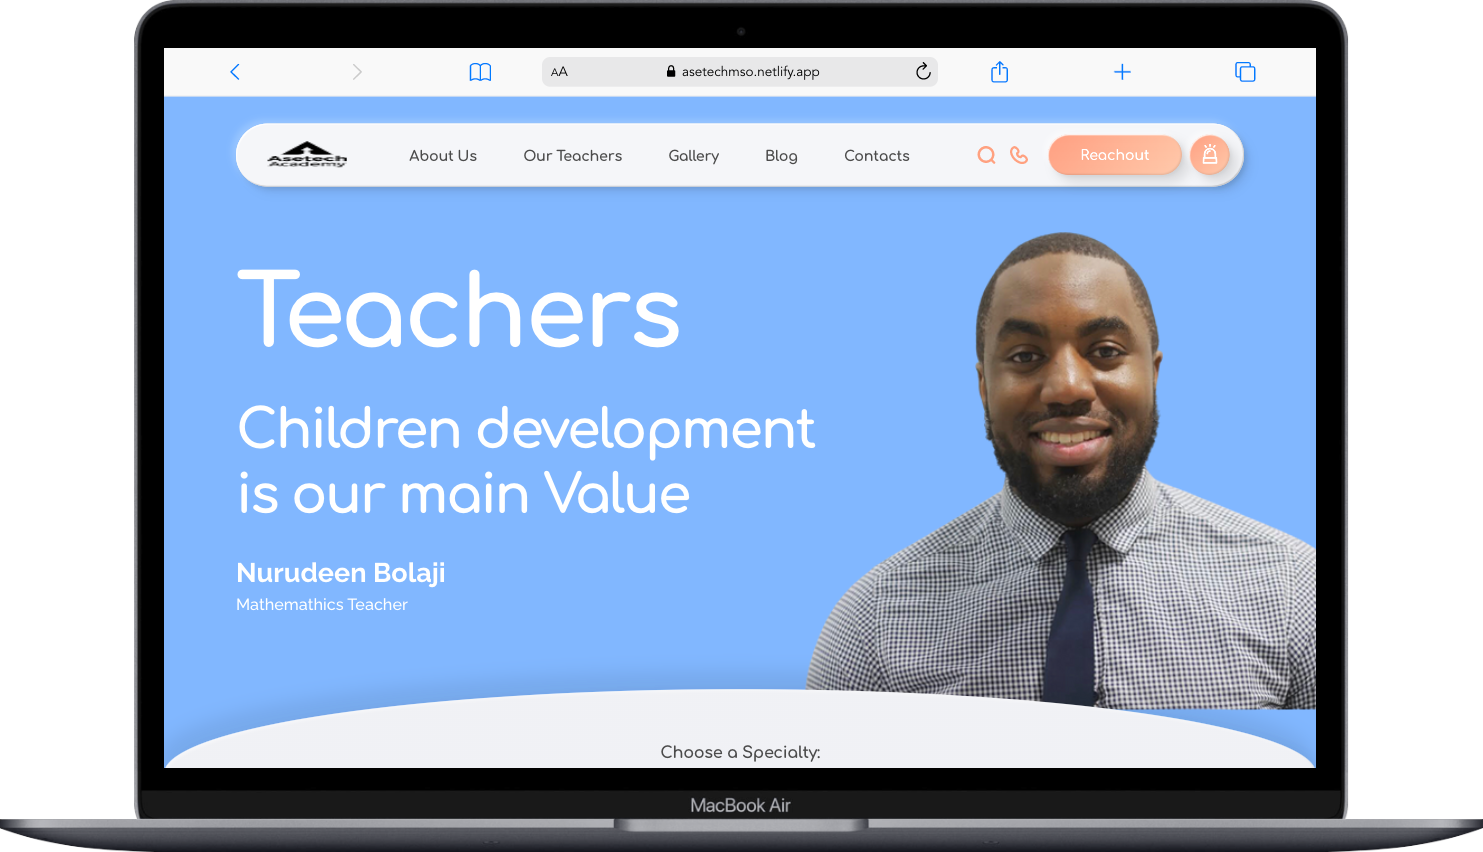 AA asetechmso.netlify.app
Asetech
Academy
About Us Our Teachers Gallery Blog Contacts Reachout
Teachers
Children development
is our main Value
Nurudeen Bolaji
Mathemathics Teacher
Choose a Specialty:
MacBook Air